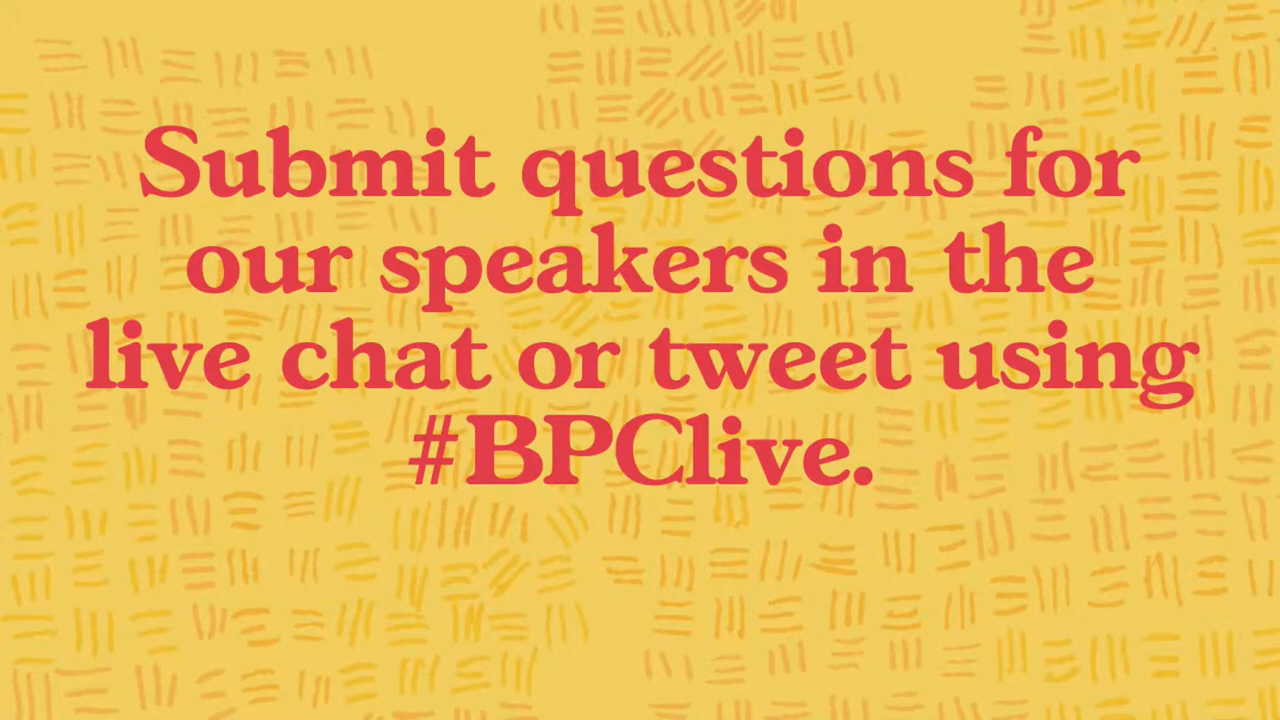 Submit questions for
our speakers in the
live chat or tweet using
#BPClive.